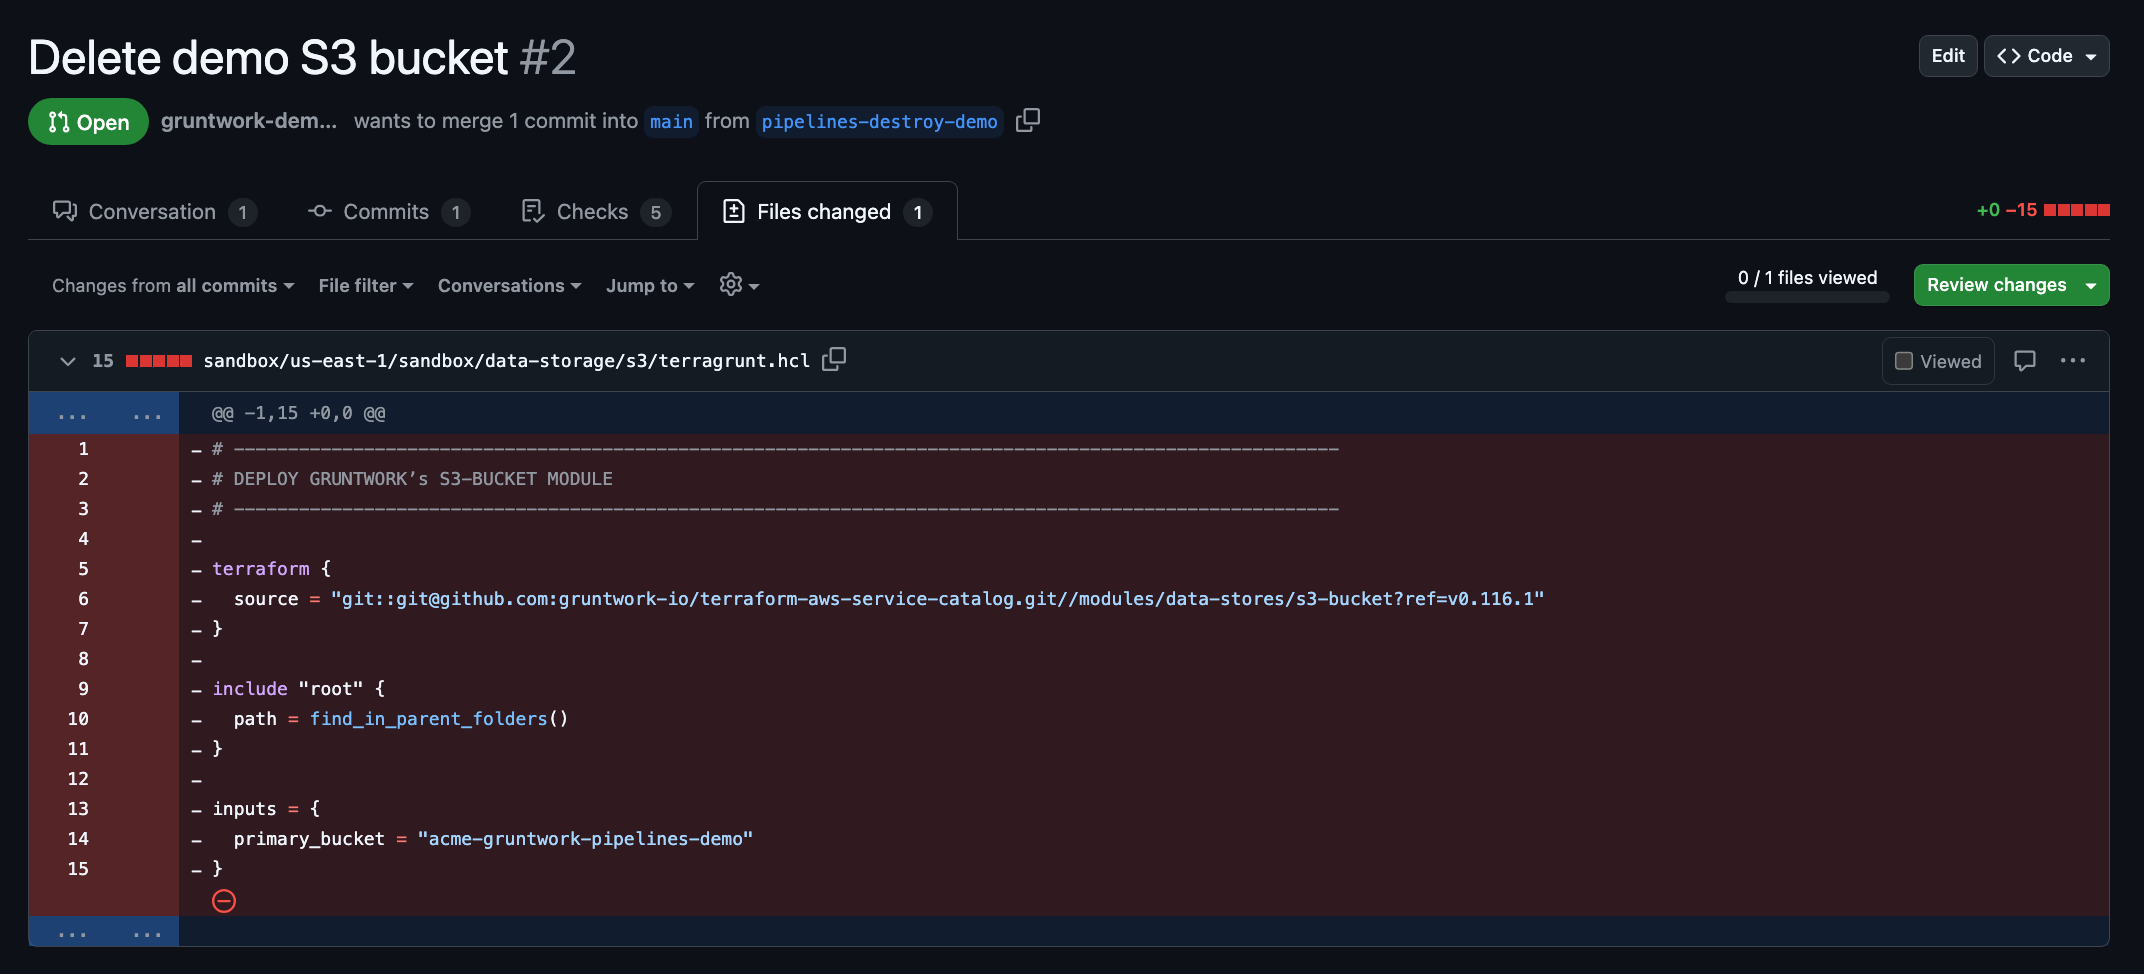 Delete demo S3 bucket #2
Edit
Code
Open
gruntwork-dem... wants to merge 1 commit into main from pipelines-destroy-demo
Conversation 1
Commits 1
Checks 5
Files changed 1
+0 −15
Changes from all commits
File filter
Conversations
Jump to
0 / 1 files viewed
Review changes
15 sandbox/us-east-1/sandbox/data-storage/s3/terragrunt.hcl
Viewed
...
... ... @@ -1,15 +0,0 @@
1 - # ------------------------------------------------------------------------------------------------------
2 - # DEPLOY GRUNTWORK’s S3-BUCKET MODULE
3 - # ------------------------------------------------------------------------------------------------------
4 -
5 - terraform {
6 -   source = "git::git@github.com:gruntwork-io/terraform-aws-service-catalog.git//modules/data-stores/s3-bucket?ref=v0.116.1"
7 - }
8 -
9 - include "root" {
10 -   path = find_in_parent_folders()
11 - }
12 -
13 - inputs = {
14 -   primary_bucket = "acme-gruntwork-pipelines-demo"
15 - }
... ...